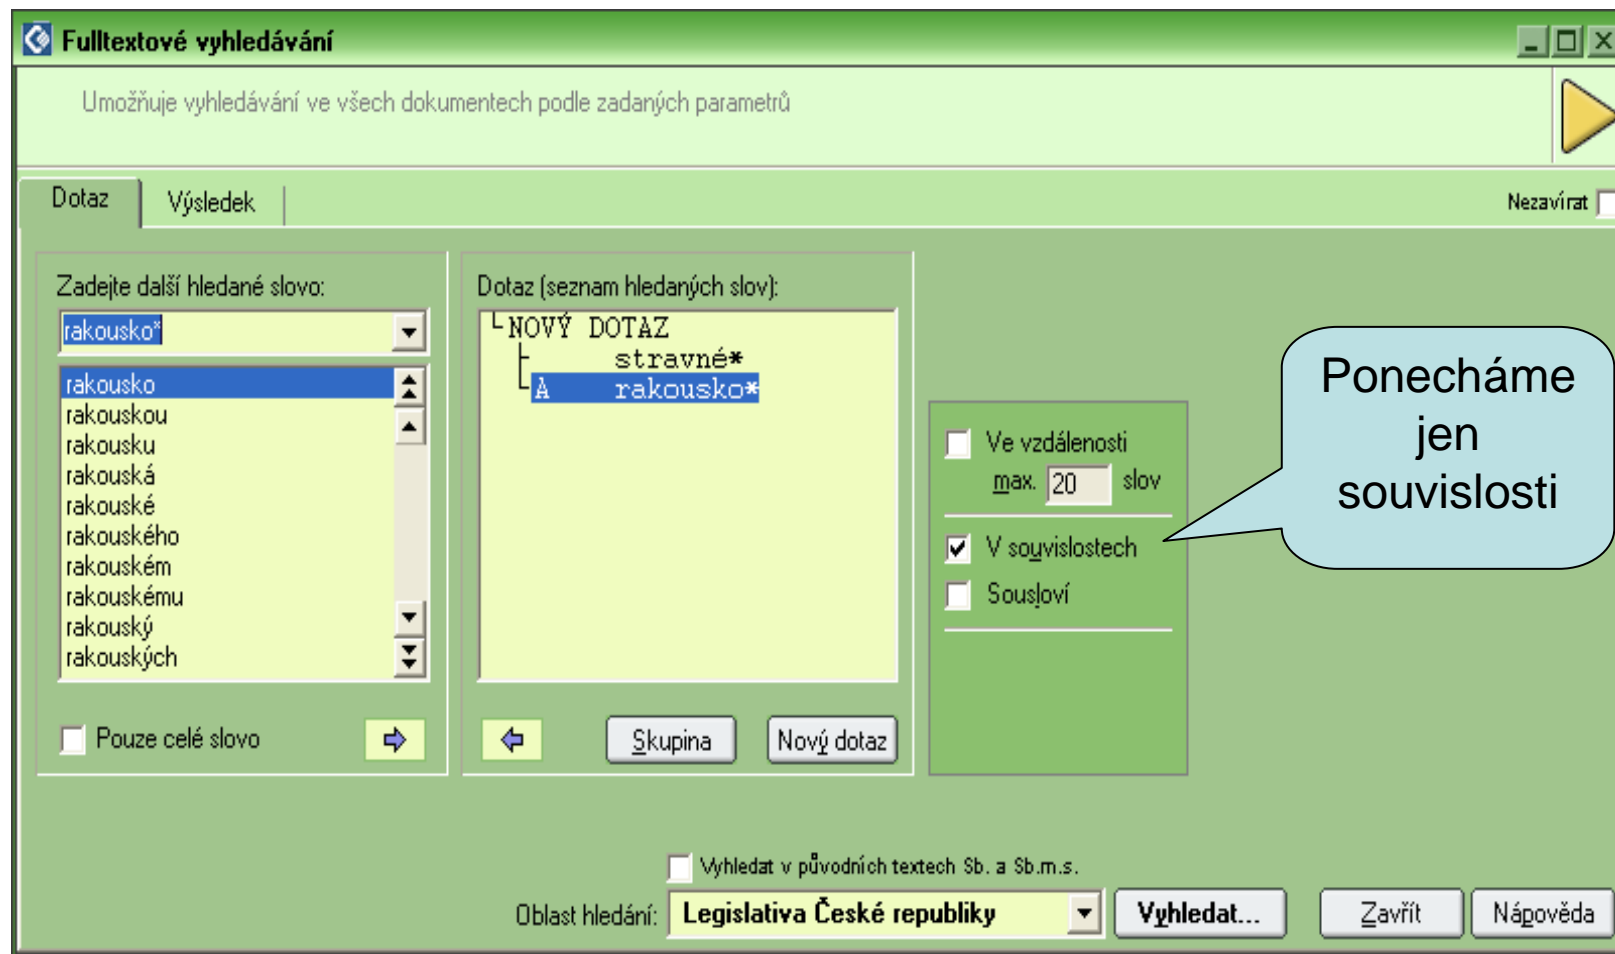 Fulltextové vyhledávání
Umožňuje vyhledávání ve všech dokumentech podle zadaných parametrů
Dotaz
Výsledek
Nezavírat
Zadejte další hledané slovo:
rakousko*
rakousko
rakouskou
rakousku
rakouská
rakouské
rakouského
rakouském
rakouskému
rakouský
rakouských
Pouze celé slovo
Dotaz (seznam hledaných slov):
NOVÝ DOTAZ
stravné*
A rakousko*
Skupina
Nový dotaz
Ve vzdálenosti
max. 20 slov
V souvislostech
Sousloví
Ponecháme
jen
souvislosti
Vyhledat v původních textech Sb. a Sb.m.s.
Oblast hledání: Legislativa České republiky
Vyhledat...
Zavřít
Nápověda